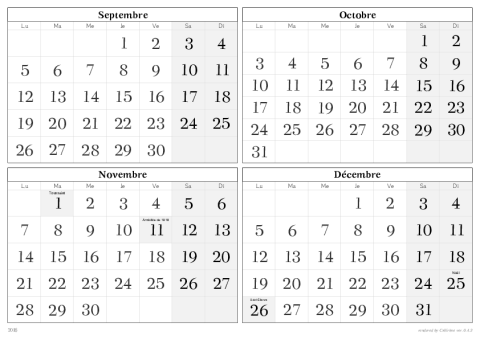 Septembre
Lu Ma Me Je Ve Sa Di
1 2 3 4
5 6 7 8 9 10 11
12 13 14 15 16 17 18
19 20 21 22 23 24 25
26 27 28 29 30
Octobre
Lu Ma Me Je Ve Sa Di
1 2
3 4 5 6 7 8 9
10 11 12 13 14 15 16
17 18 19 20 21 22 23
24 25 26 27 28 29 30
31
Novembre
Lu Ma Me Je Ve Sa Di
Toussaint
1 2 3 4 5 6
Armistice de 1918
7 8 9 10 11 12 13
14 15 16 17 18 19 20
21 22 23 24 25 26 27
28 29 30
Décembre
Lu Ma Me Je Ve Sa Di
1 2 3 4
5 6 7 8 9 10 11
12 13 14 15 16 17 18
Noël
19 20 21 22 23 24 25
26 27 28 29 30 31